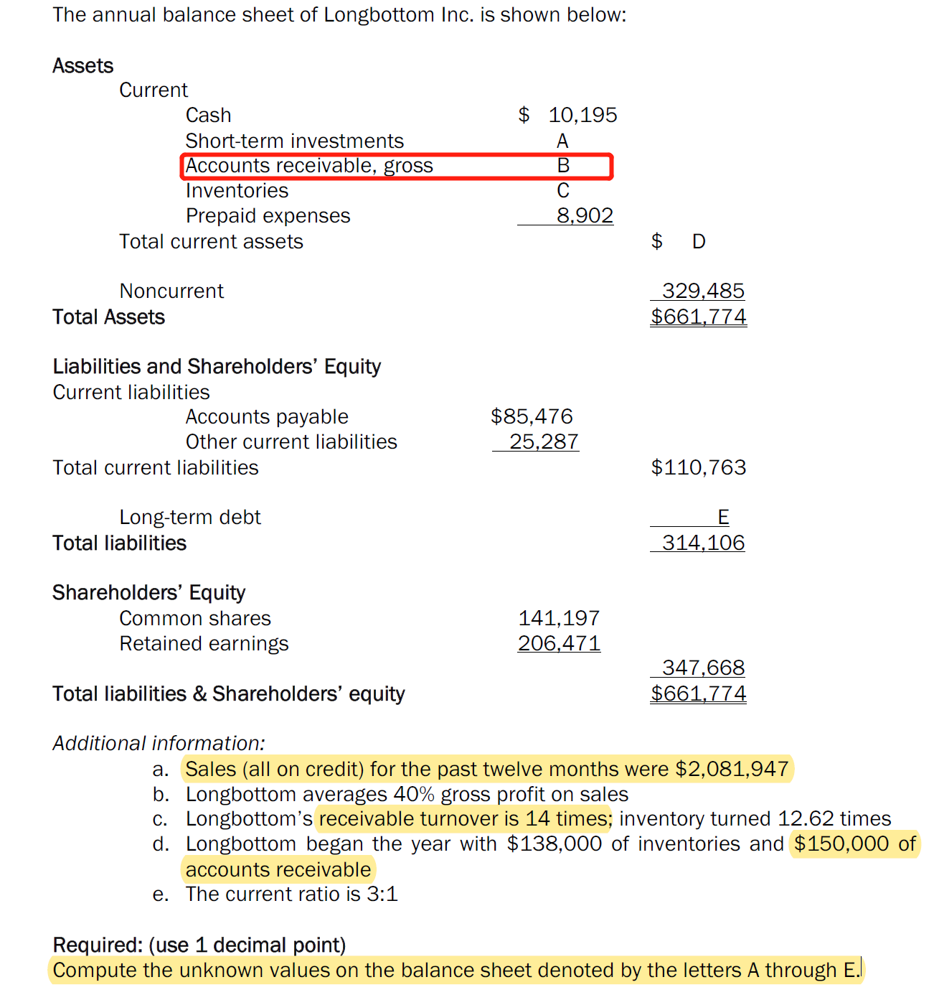 The annual balance sheet of Longbottom Inc. is shown below:
Assets
Current
Cash $ 10,195
Short-term investments A
Accounts receivable, gross B
Inventories C
Prepaid expenses 8,902
Total current assets $ D
Noncurrent 329,485
Total Assets $661,774
Liabilities and Shareholders’ Equity
Current liabilities
Accounts payable $85,476
Other current liabilities 25,287
Total current liabilities $110,763
Long-term debt E
Total liabilities 314,106
Shareholders’ Equity
Common shares 141,197
Retained earnings 206,471
347,668
Total liabilities & Shareholders’ equity $661,774
Additional information:
a. Sales (all on credit) for the past twelve months were $2,081,947
b. Longbottom averages 40% gross profit on sales
c. Longbottom’s receivable turnover is 14 times; inventory turned 12.62 times
d. Longbottom began the year with $138,000 of inventories and $150,000 of
accounts receivable
e. The current ratio is 3:1
Required: (use 1 decimal point)
Compute the unknown values on the balance sheet denoted by the letters A through E.